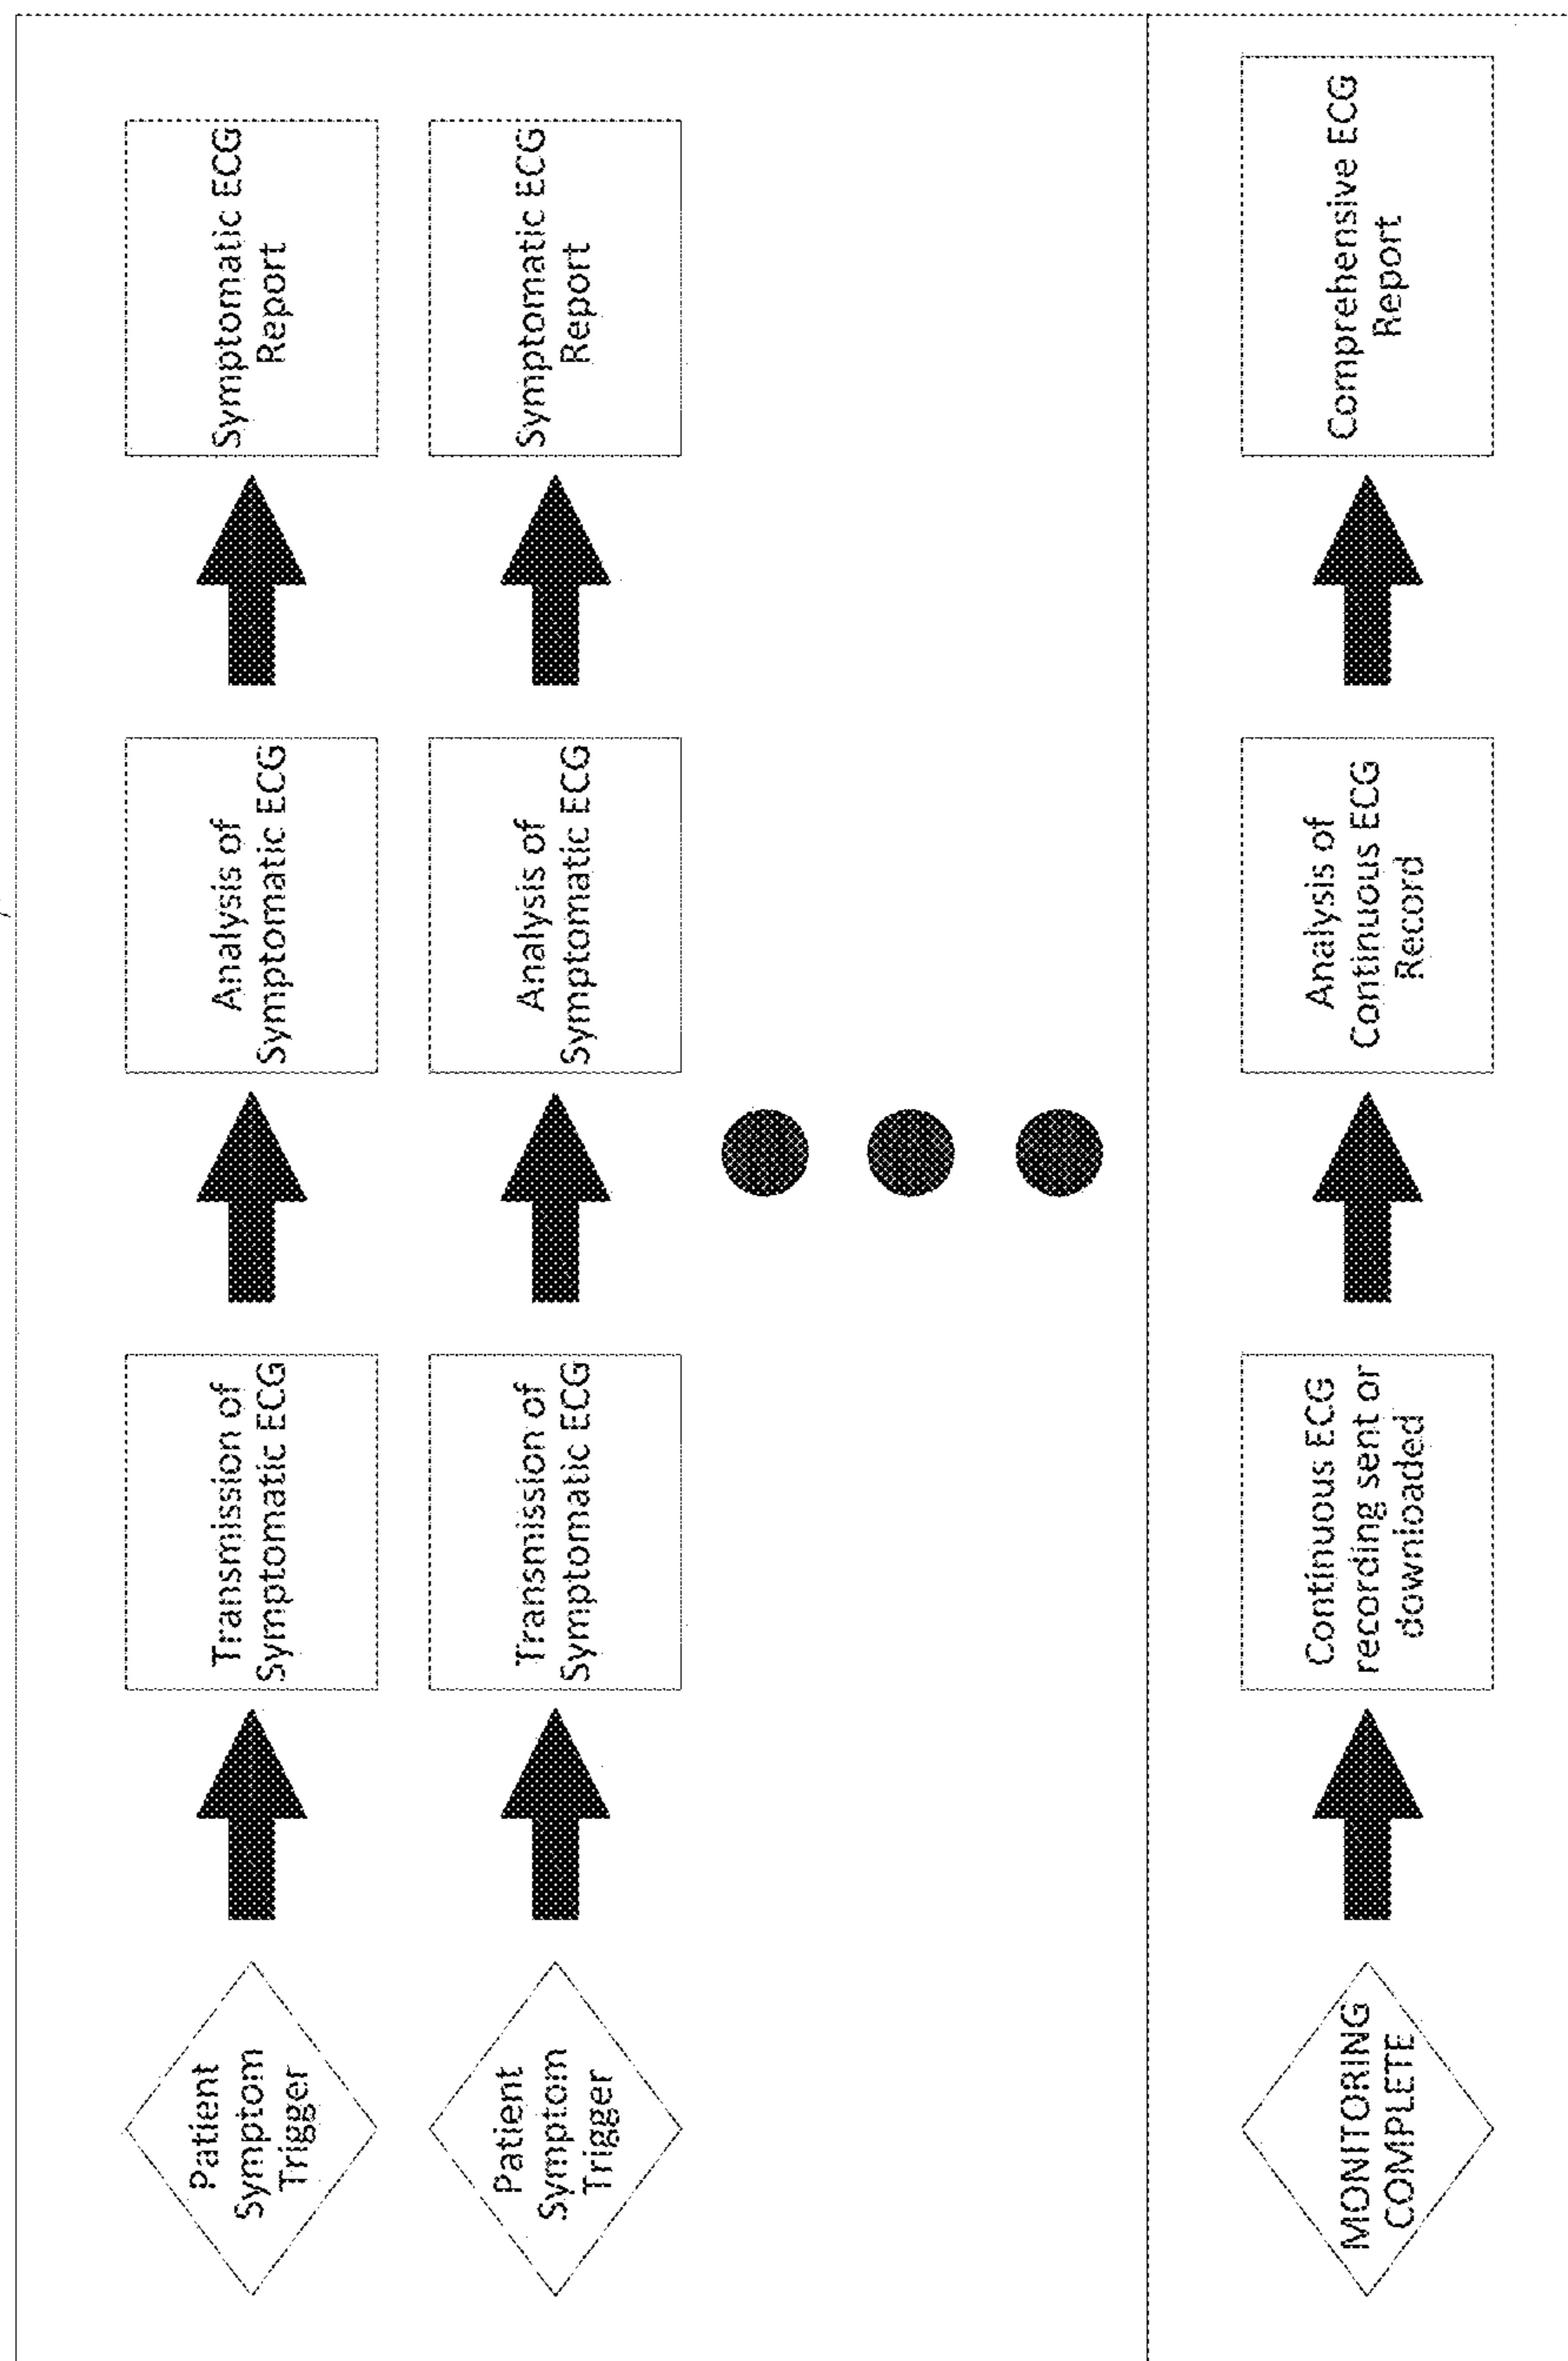 Patient
Symptom
Trigger
Transmission of
Symptomatic ECG
Analysis of
Symptomatic ECG
Symptomatic ECG
Report
Patient
Symptom
Trigger
Transmission of
Symptomatic ECG
Analysis of
Symptomatic ECG
Symptomatic ECG
Report
MONITORING
COMPLETE
Continuous ECG
recording sent or
downloaded
Analysis of
Continuous ECG
Record
Comprehensive ECG
Report